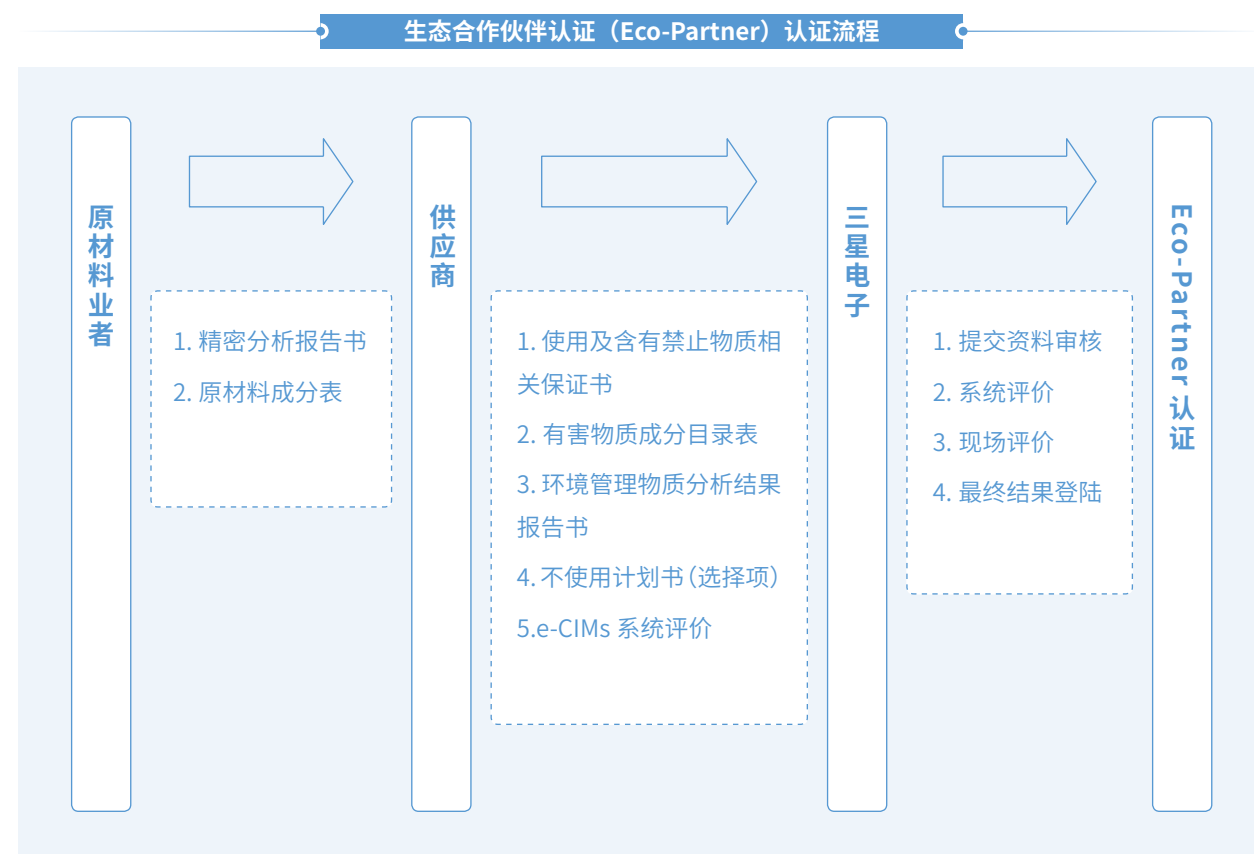 生态合作伙伴认证（Eco-Partner）认证流程
原材料业者
1. 精密分析报告书
2. 原材料成分表
供应商
1. 使用及含有禁止物质相
关保证书
2. 有害物质成分目录表
3. 环境管理物质分析结果
报告书
4. 不使用计划书（选择项）
5.e-CIMs 系统评价
三星电子
1. 提交资料审核
2. 系统评价
3. 现场评价
4. 最终结果登陆
Eco-Partner 认证